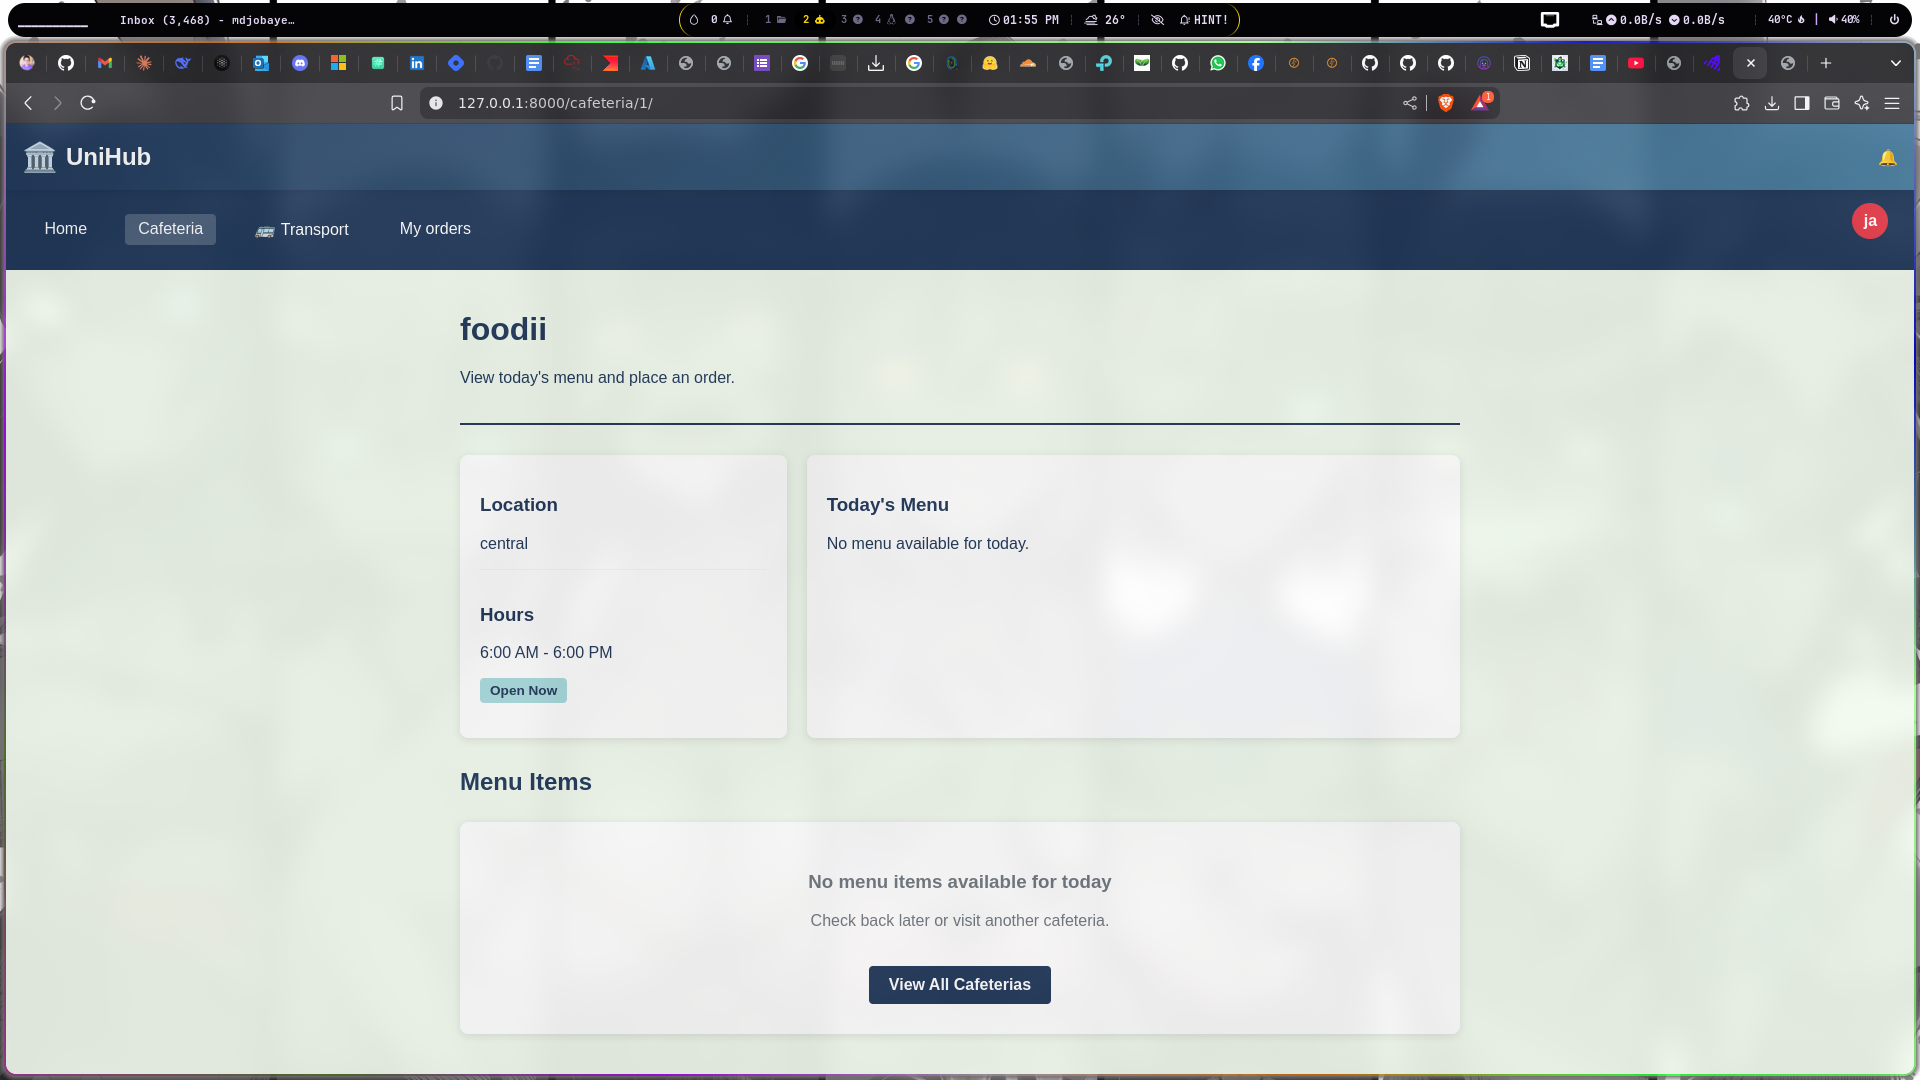 Inbox (3,468) - mdjobaye…
0
1
2
3
4
5
01:55 PM
26°
HINT!
0.0B/s
0.0B/s
40°C
40%
127.0.0.1:8000/cafeteria/1/
1
UniHub
Home
Cafeteria
Transport
My orders
ja
foodii
View today's menu and place an order.
Location
central
Hours
6:00 AM - 6:00 PM
Open Now
Today's Menu
No menu available for today.
Menu Items
No menu items available for today
Check back later or visit another cafeteria.
View All Cafeterias